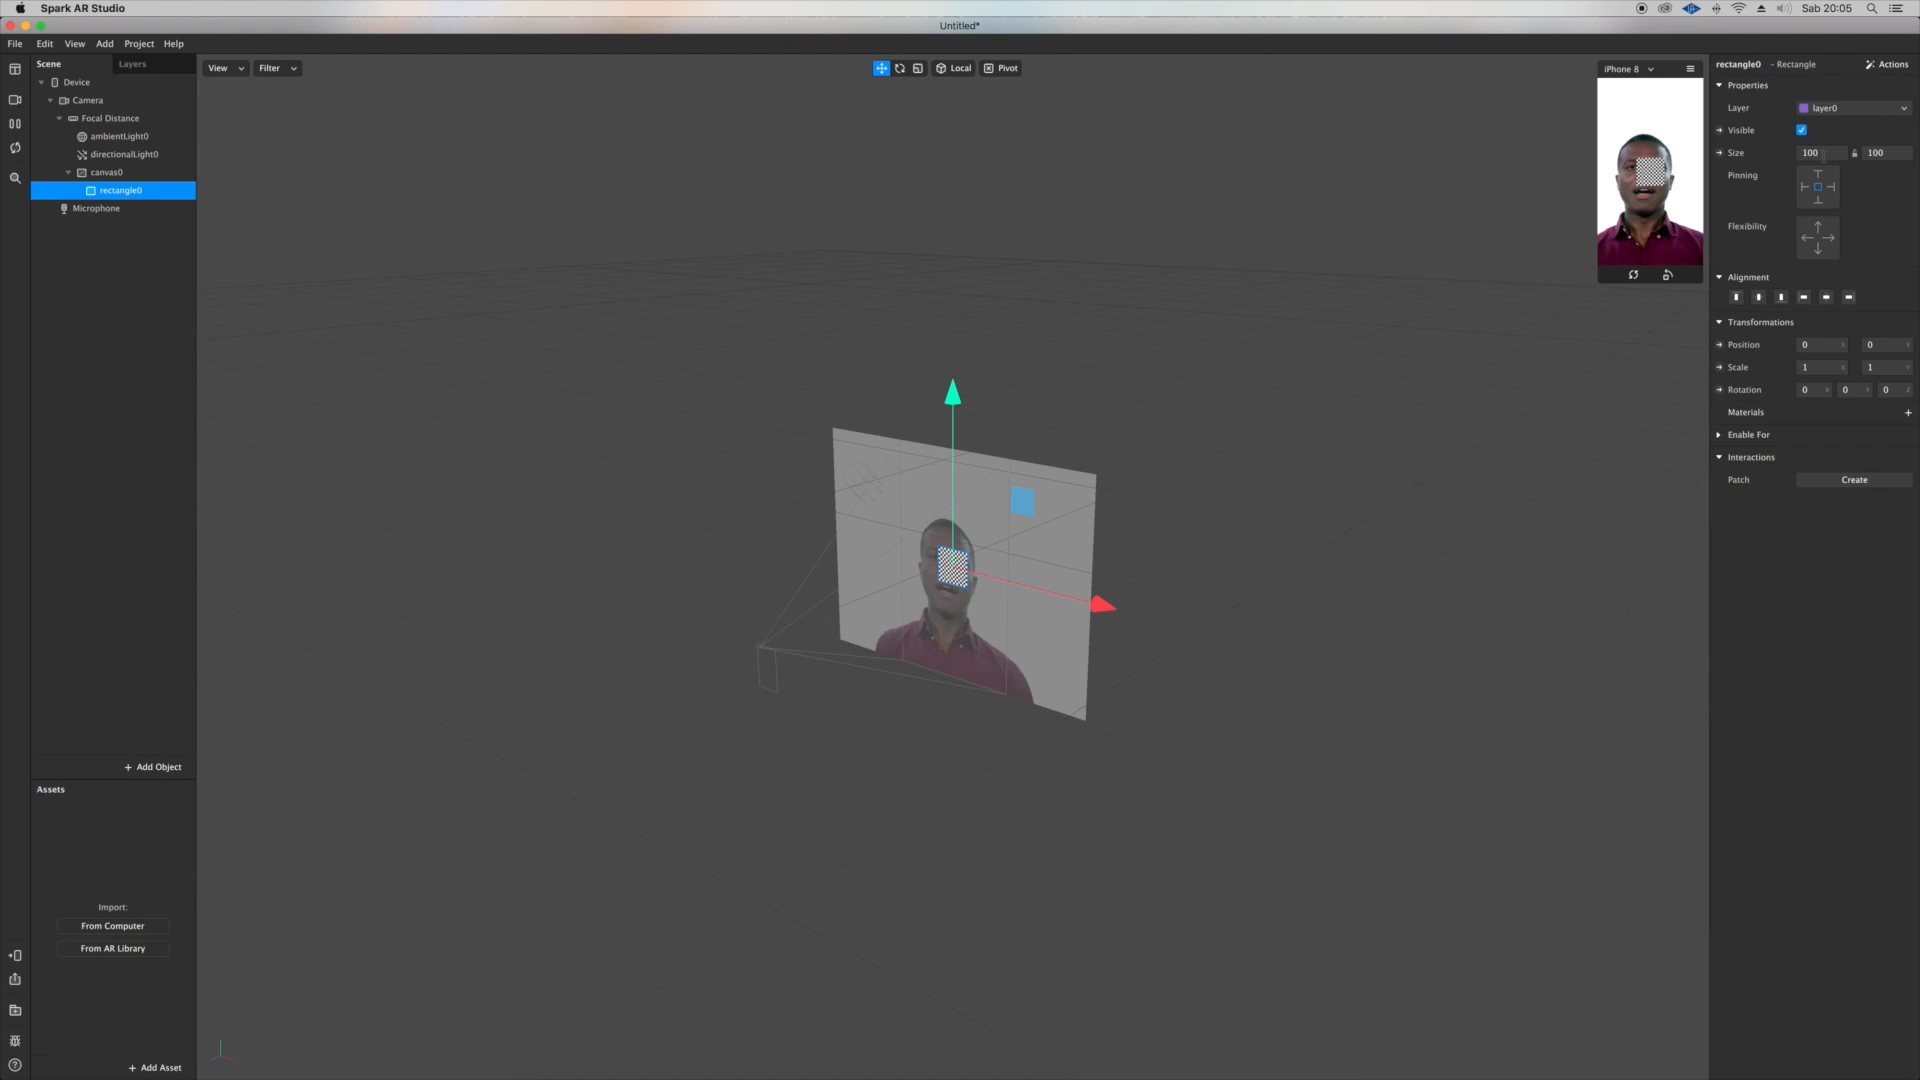 Spark AR Studio
Sab 20:05
Untitled*
File Edit View Add Project Help
Scene Layers
Device
Camera
Focal Distance
ambientLight0
directionalLight0
canvas0
rectangle0
Microphone
+ Add Object
Assets
Import:
From Computer
From AR Library
+ Add Asset
View Filter
Local Pivot
iPhone 8
rectangle0 – Rectangle Actions
Properties
Layer layer0
Visible
Size 100 100
Pinning
Flexibility
Alignment
Transformations
Position 0 X 0 Y
Scale 1 X 1 Y
Rotation 0 X 0 Y 0 Z
Materials +
Enable For
Interactions
Patch Create